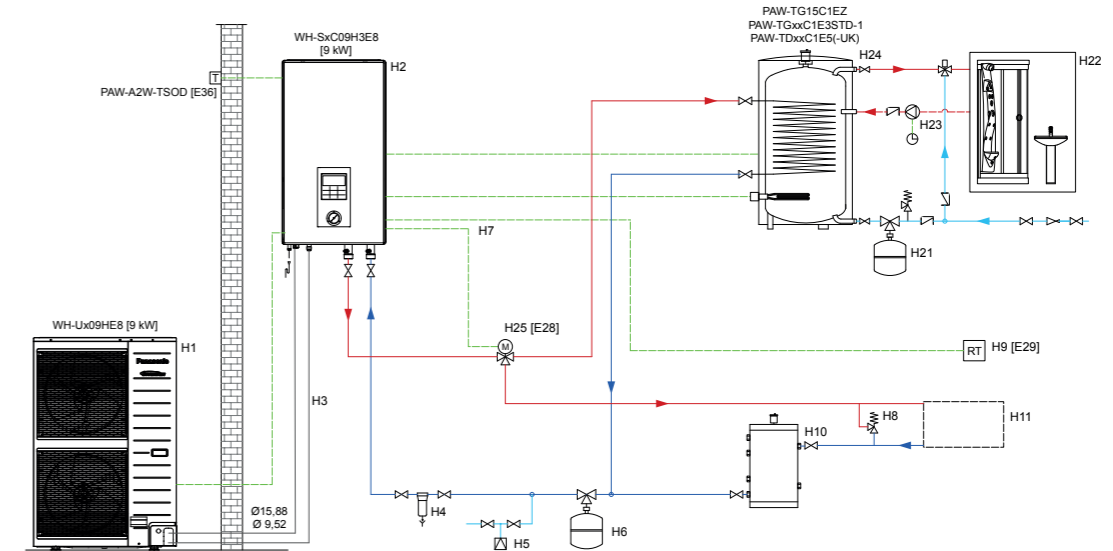 PAW-TG15C1EZ
PAW-TGxxC1E3STD-1
PAW-TDxxC1E5(-UK)
WH-SxC09H3E8
[9 kW]
H24
H2
H22
T
PAW-A2W-TSOD [E36]
H23
H7
H21
WH-Ux09HE8 [9 kW]
H25 [E28]
M
H1
RT
H9 [E29]
Panasonic
H3
H8
H11
H10
Ø15,88
Ø 9,52
H4
H6
H5